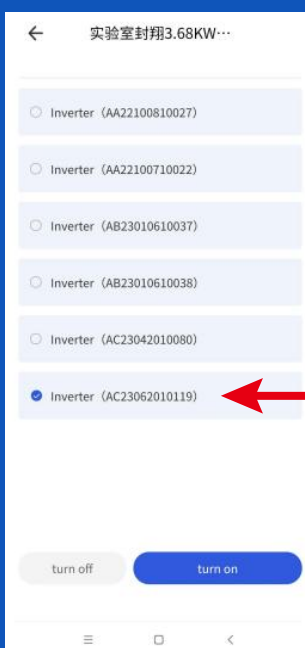 实验室封翔3.68KW…
Inverter（AA22100810027）
Inverter（AA22100710022）
Inverter（AB23010610037）
Inverter（AB23010610038）
Inverter（AC23042010080）
Inverter（AC23062010119）
turn off
turn on